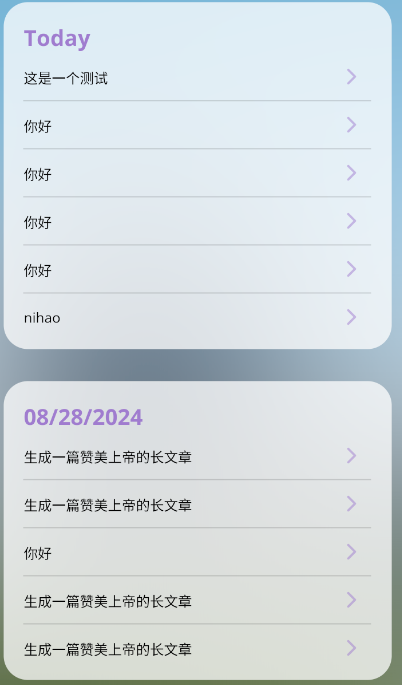 Today
这是一个测试
你好
你好
你好
你好
nihao
08/28/2024
生成一篇赞美上帝的长文章
生成一篇赞美上帝的长文章
你好
生成一篇赞美上帝的长文章
生成一篇赞美上帝的长文章